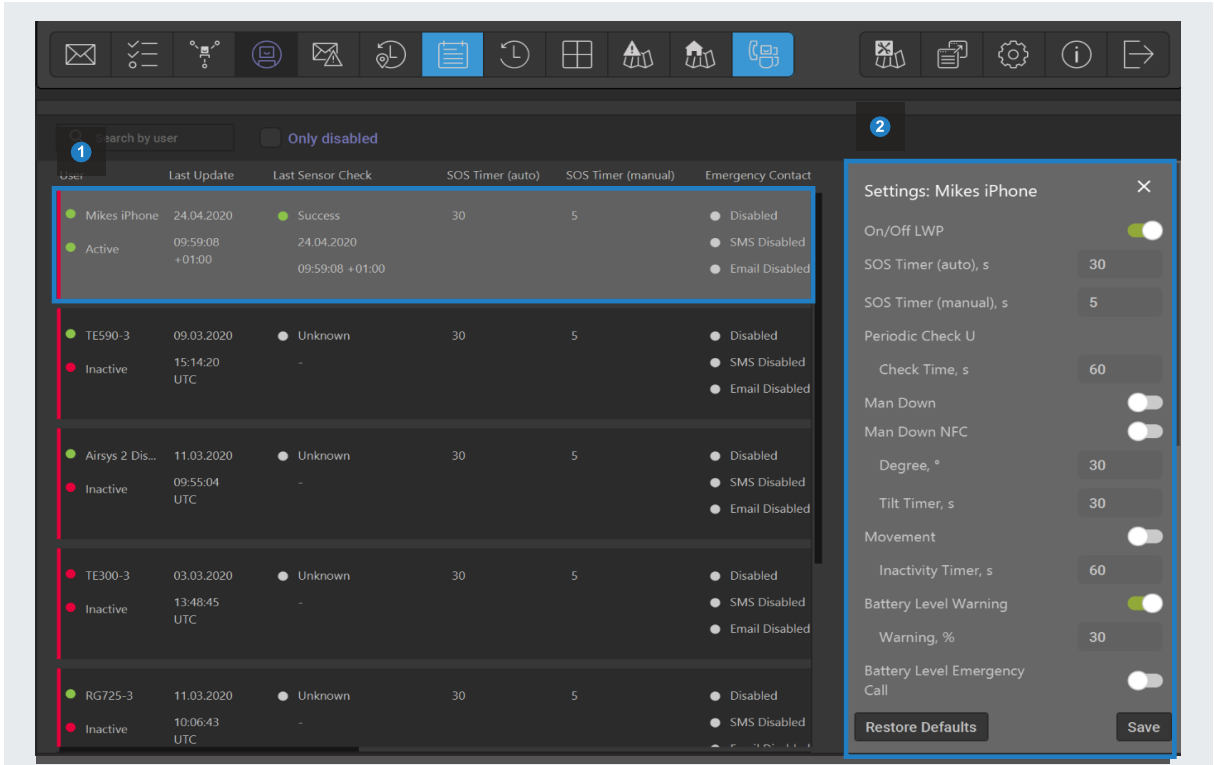 Search by user
Only disabled
2
1
User Last Update Last Sensor Check SOS Timer (auto) SOS Timer (manual) Emergency Contact
Mikes iPhone 24.04.2020 Success 30 5 Disabled
Active 09:59:08 24.04.2020 SMS Disabled
+01:00 09:59:08 +01:00 Email Disabled
TE590-3 09.03.2020 Unknown 30 5 Disabled
Inactive 15:14:20 - SMS Disabled
UTC Email Disabled
Airsys 2 Dis... 11.03.2020 Unknown 30 5 Disabled
Inactive 09:55:04 - SMS Disabled
UTC Email Disabled
TE300-3 03.03.2020 Unknown 30 5 Disabled
Inactive 13:48:45 - SMS Disabled
UTC Email Disabled
RG725-3 11.03.2020 Unknown 30 5 Disabled
Inactive 10:06:43 - SMS Disabled
UTC
Settings: Mikes iPhone
On/Off LWP
SOS Timer (auto), s 30
SOS Timer (manual), s 5
Periodic Check U
Check Time, s 60
Man Down
Man Down NFC
Degree, ° 30
Tilt Timer, s 30
Movement
Inactivity Timer, s 60
Battery Level Warning
Warning, % 30
Battery Level Emergency
Call
Restore Defaults Save